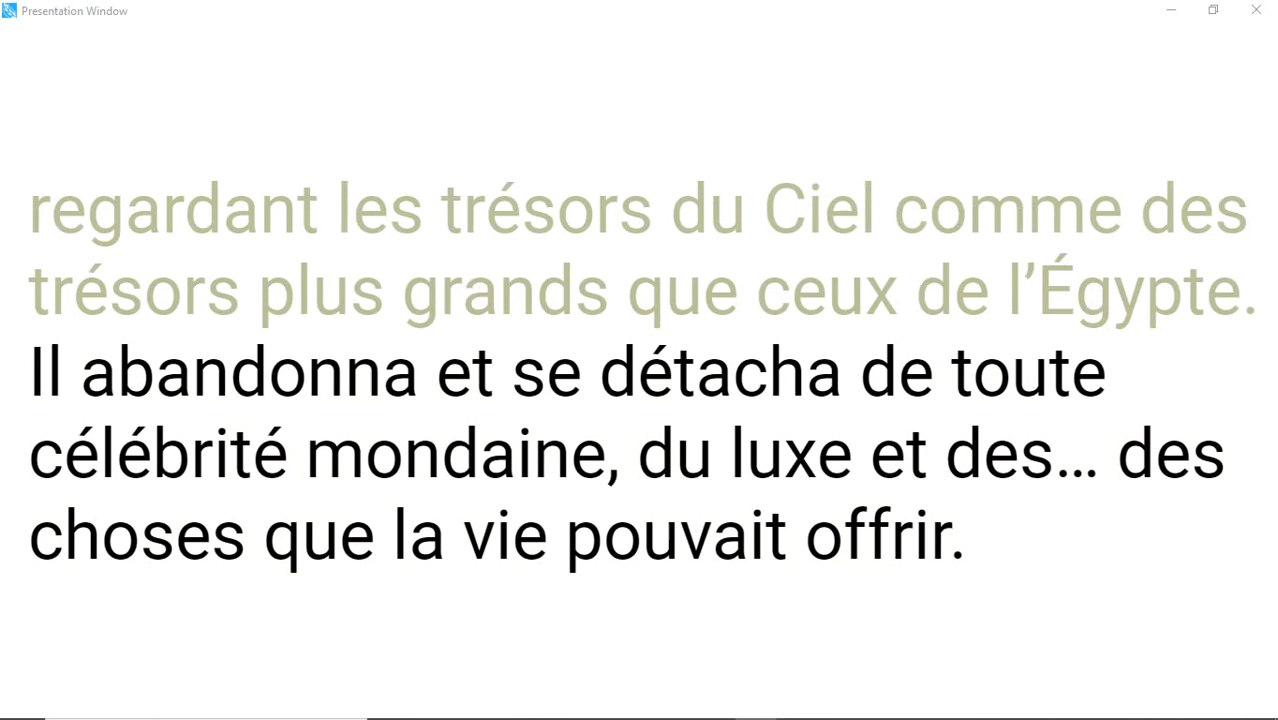 Presentation Window
regardant les trésors du Ciel comme des
trésors plus grands que ceux de l’Égypte.
Il abandonna et se détacha de toute
célébrité mondaine, du luxe et des… des
choses que la vie pouvait offrir.